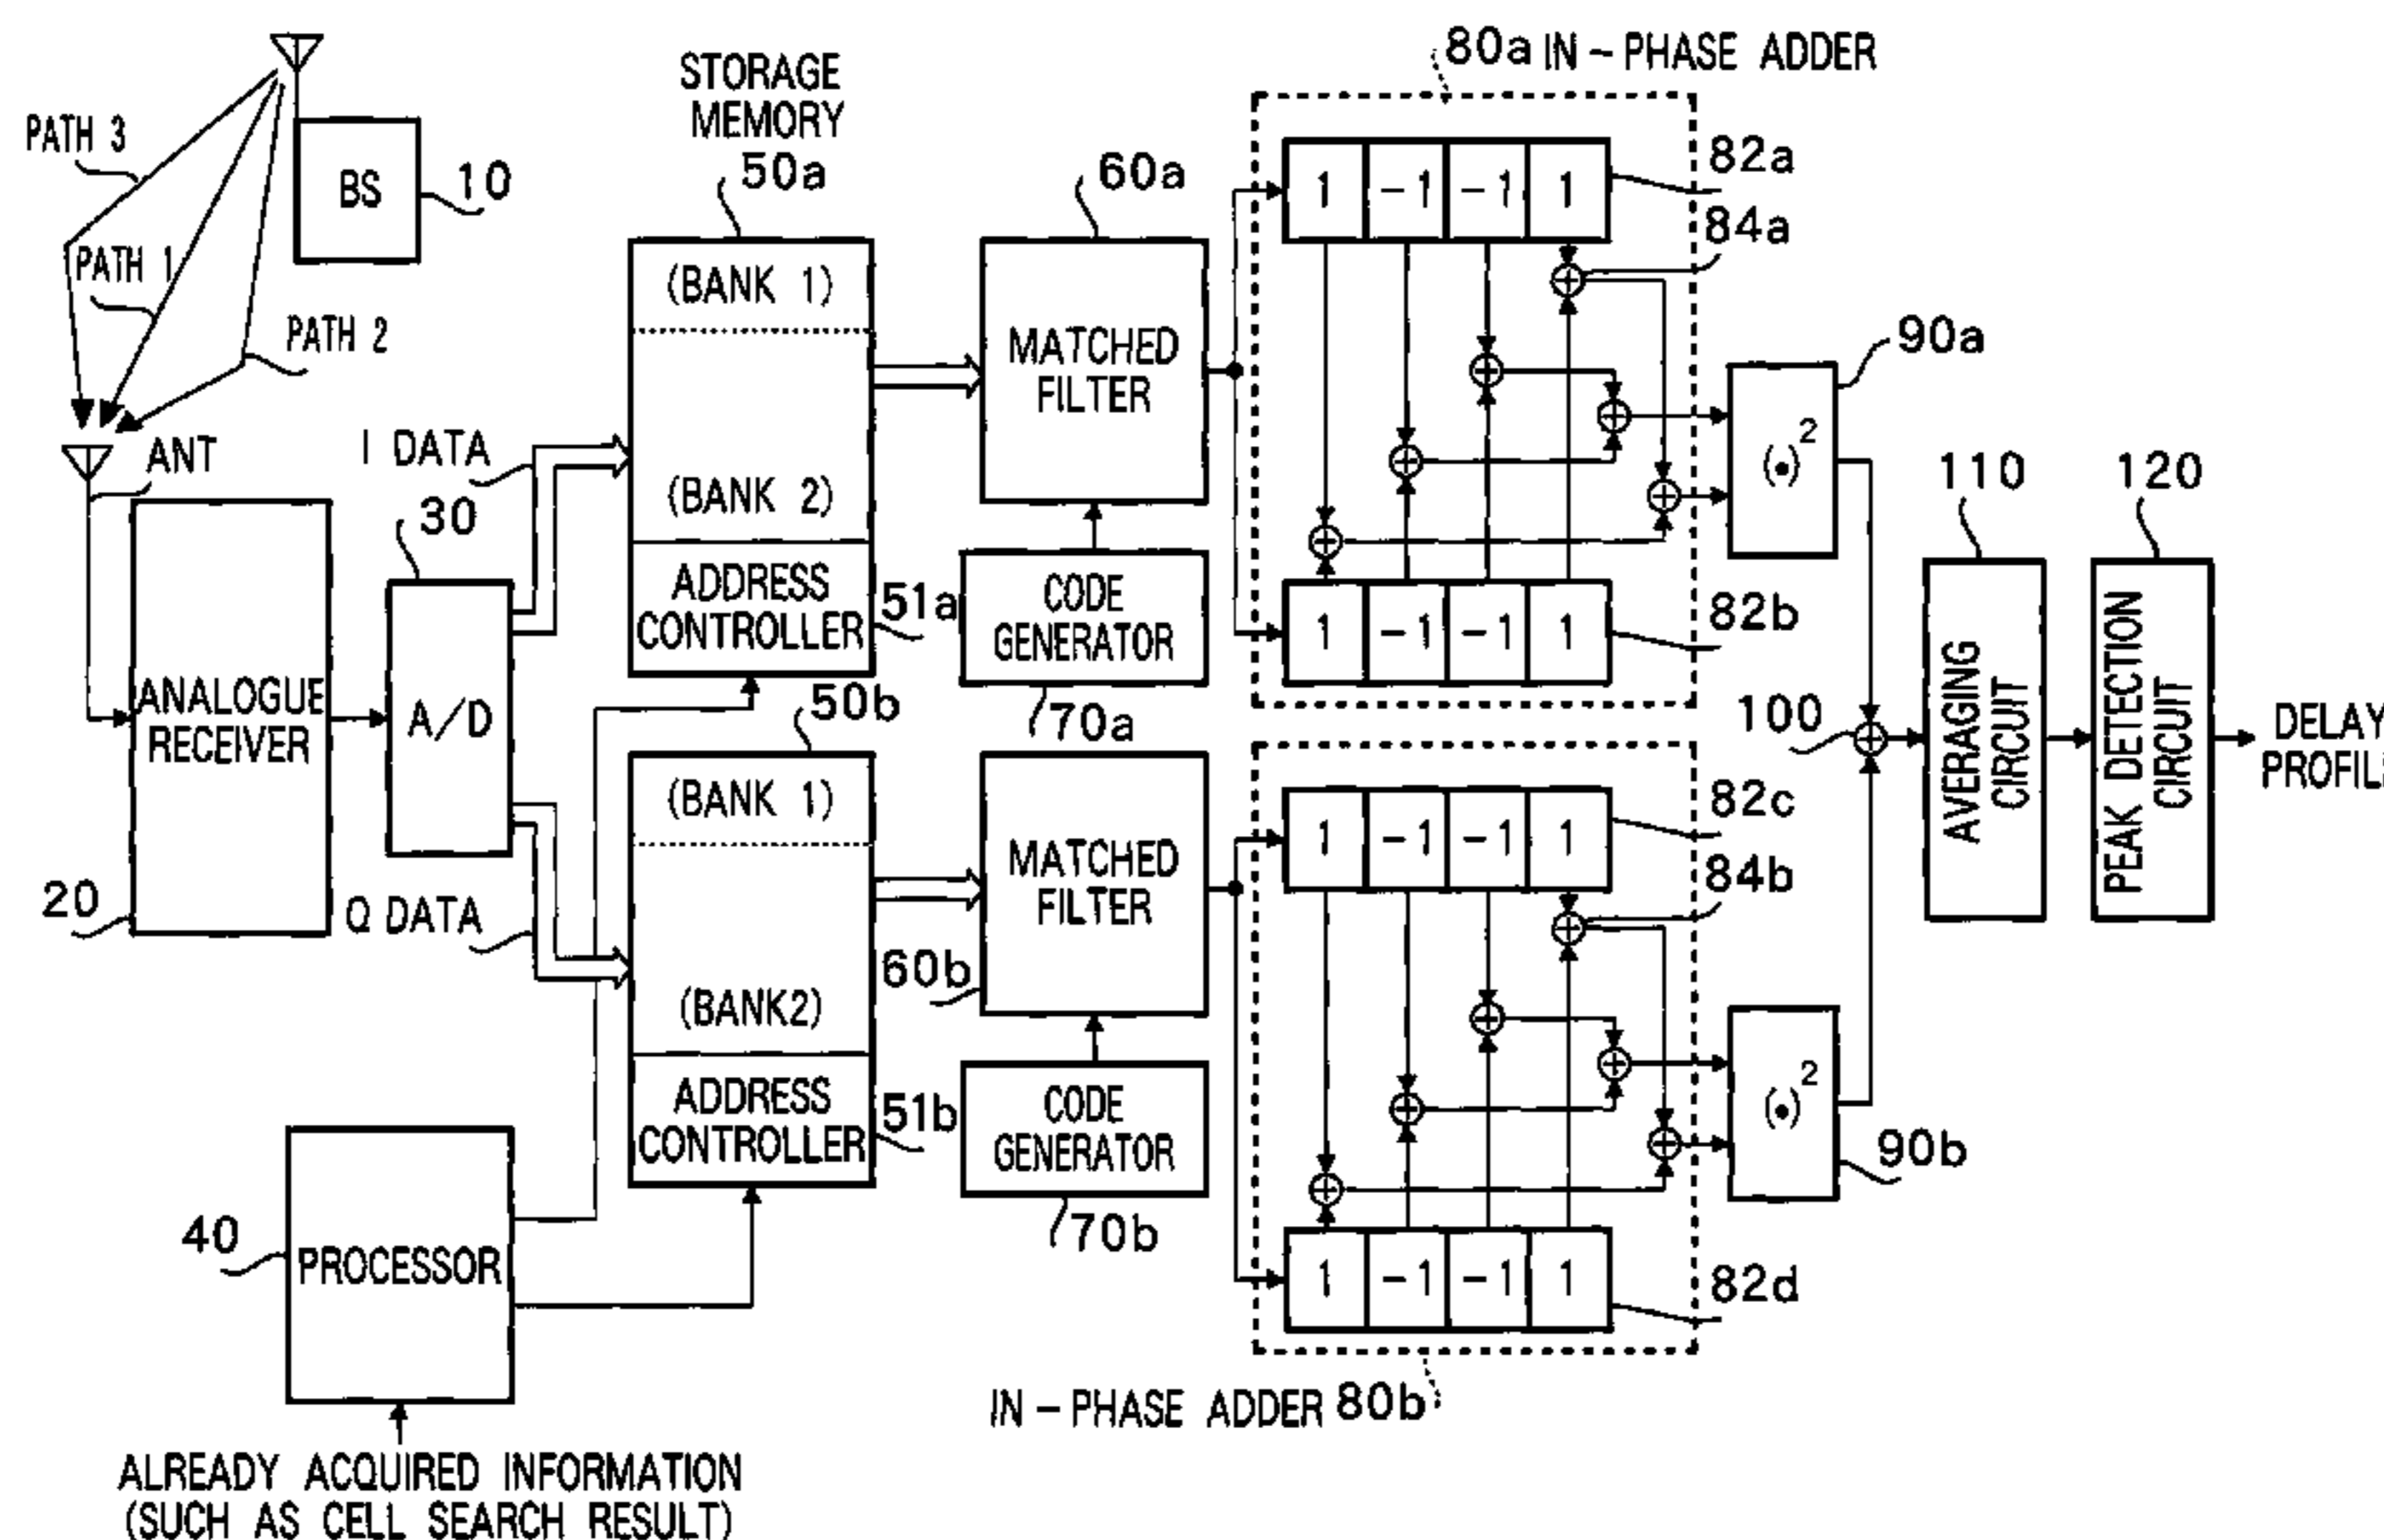 80a IN-PHASE ADDER
STORAGE
MEMORY
50a
PATH 3
BS
10
60a
1 -1 -1 1
82a
84a
PATH 1
PATH 2
(BANK 1)
MATCHED
FILTER
90a
(•)²
I DATA
ANT
30
(BANK 2)
110
120
ADDRESS
CONTROLLER
51a
CODE
GENERATOR
70a
1 -1 -1 1
82b
ANALOGUE
RECEIVER
20
A/D
50b
100
AVERAGING
CIRCUIT
PEAK DETECTION
CIRCUIT
DELAY
(BANK 1)
MATCHED
FILTER
60b
1 -1 -1 1
82c
84b
Q DATA
(BANK2)
ADDRESS
CONTROLLER
51b
CODE
GENERATOR
70b
(•)²
90b
40
PROCESSOR
1 -1 -1 1
82d
IN-PHASE ADDER 80b
ALREADY ACQUIRED INFORMATION
(SUCH AS CELL SEARCH RESULT)